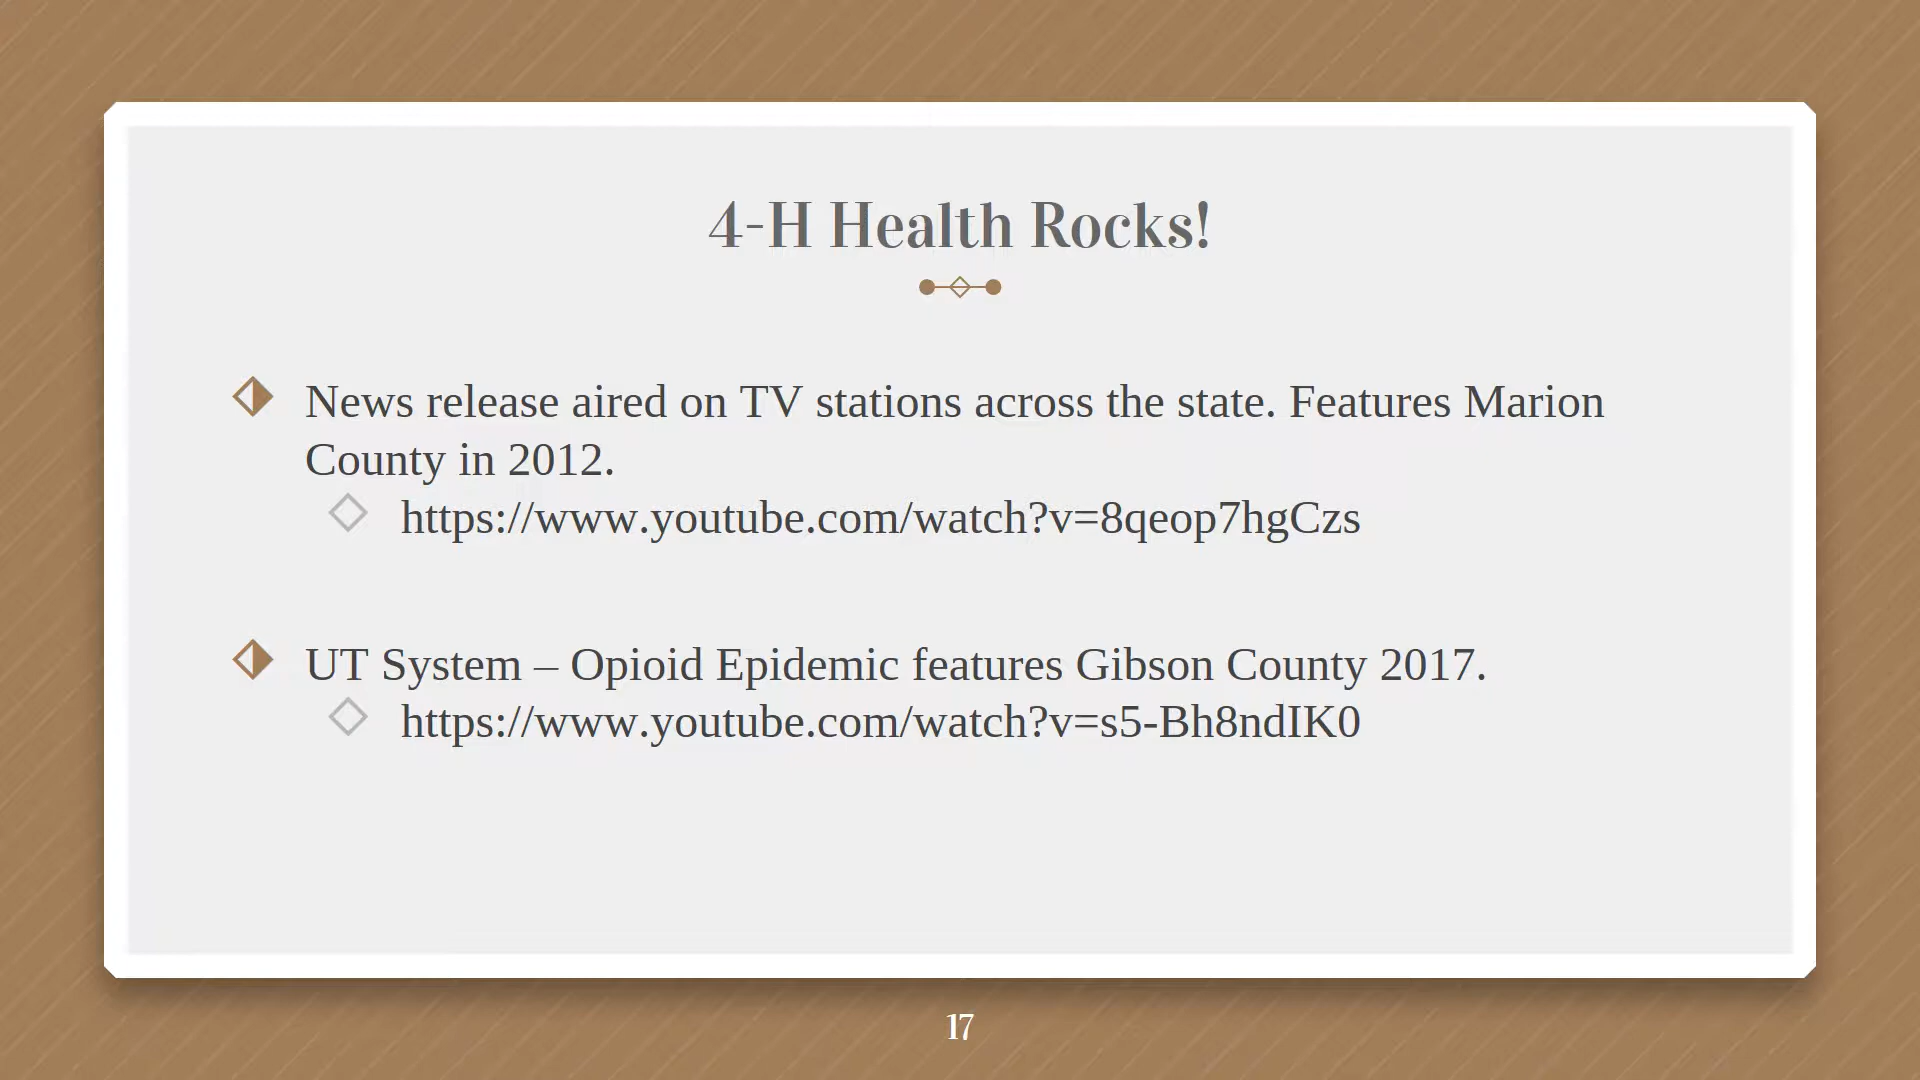 4-H Health Rocks!
News release aired on TV stations across the state. Features Marion
County in 2012.
https://www.youtube.com/watch?v=8qeop7hgCzs
UT System – Opioid Epidemic features Gibson County 2017.
https://www.youtube.com/watch?v=s5-Bh8ndIK0
17